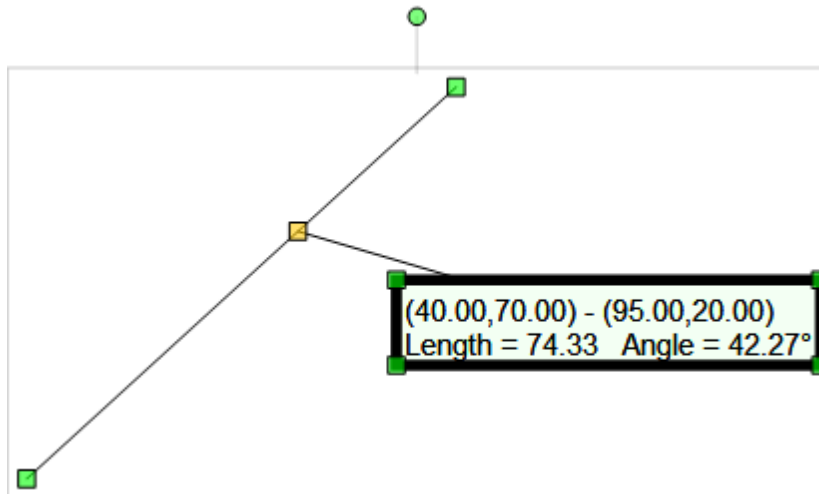 (40.00,70.00) - (95.00,20.00)
Length = 74.33   Angle = 42.27°